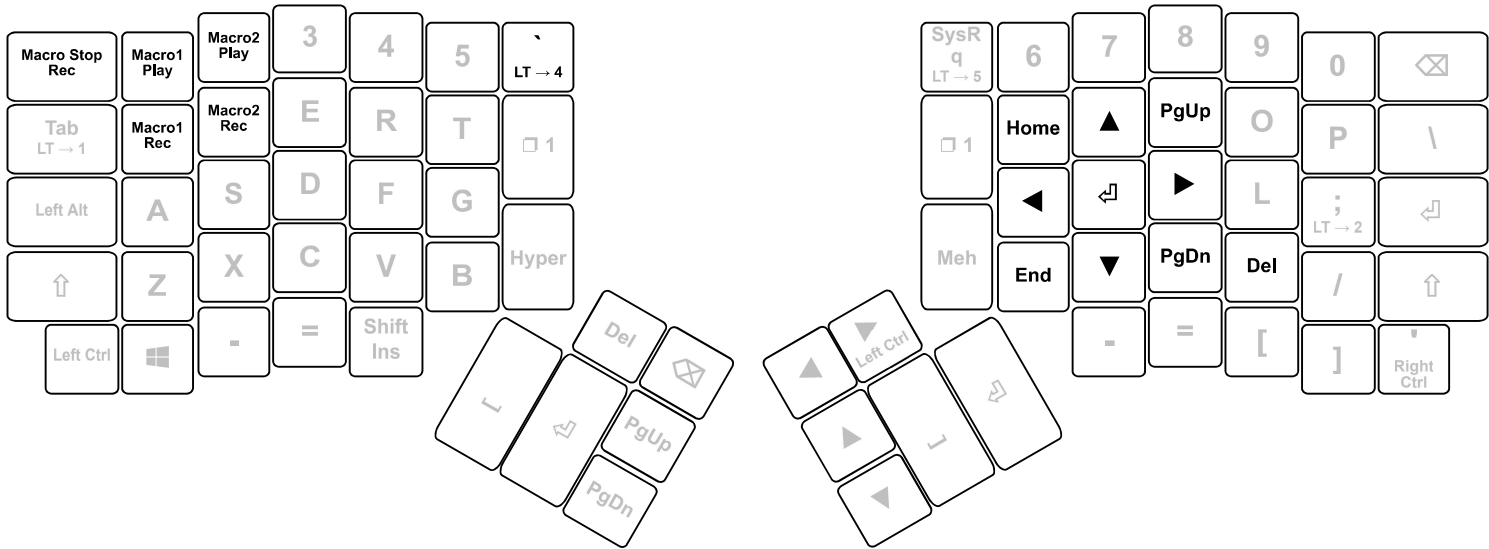 Macro Stop
Rec
Macro1
Play
Macro2
Play
3
4
5
`
LT → 4
Tab
LT → 1
Macro1
Rec
Macro2
Rec
E
R
T
❐ 1
Left Alt
A
S
D
F
G
Hyper
⇧
Z
X
C
V
B
Left Ctrl
-
=
Shift
Ins
Del
⌫
⏎
PgUp
PgDn
SysR
q
LT → 5
6
7
8
9
0
⌫
❐ 1
Home
▲
PgUp
O
P
\
◀
⏎
▶
L
;
LT → 2
⏎
Meh
End
▼
PgDn
Del
/
⇧
-
=
[
]
'
Right
Ctrl
▲
▶
Left Ctrl
▲
▼
⏎